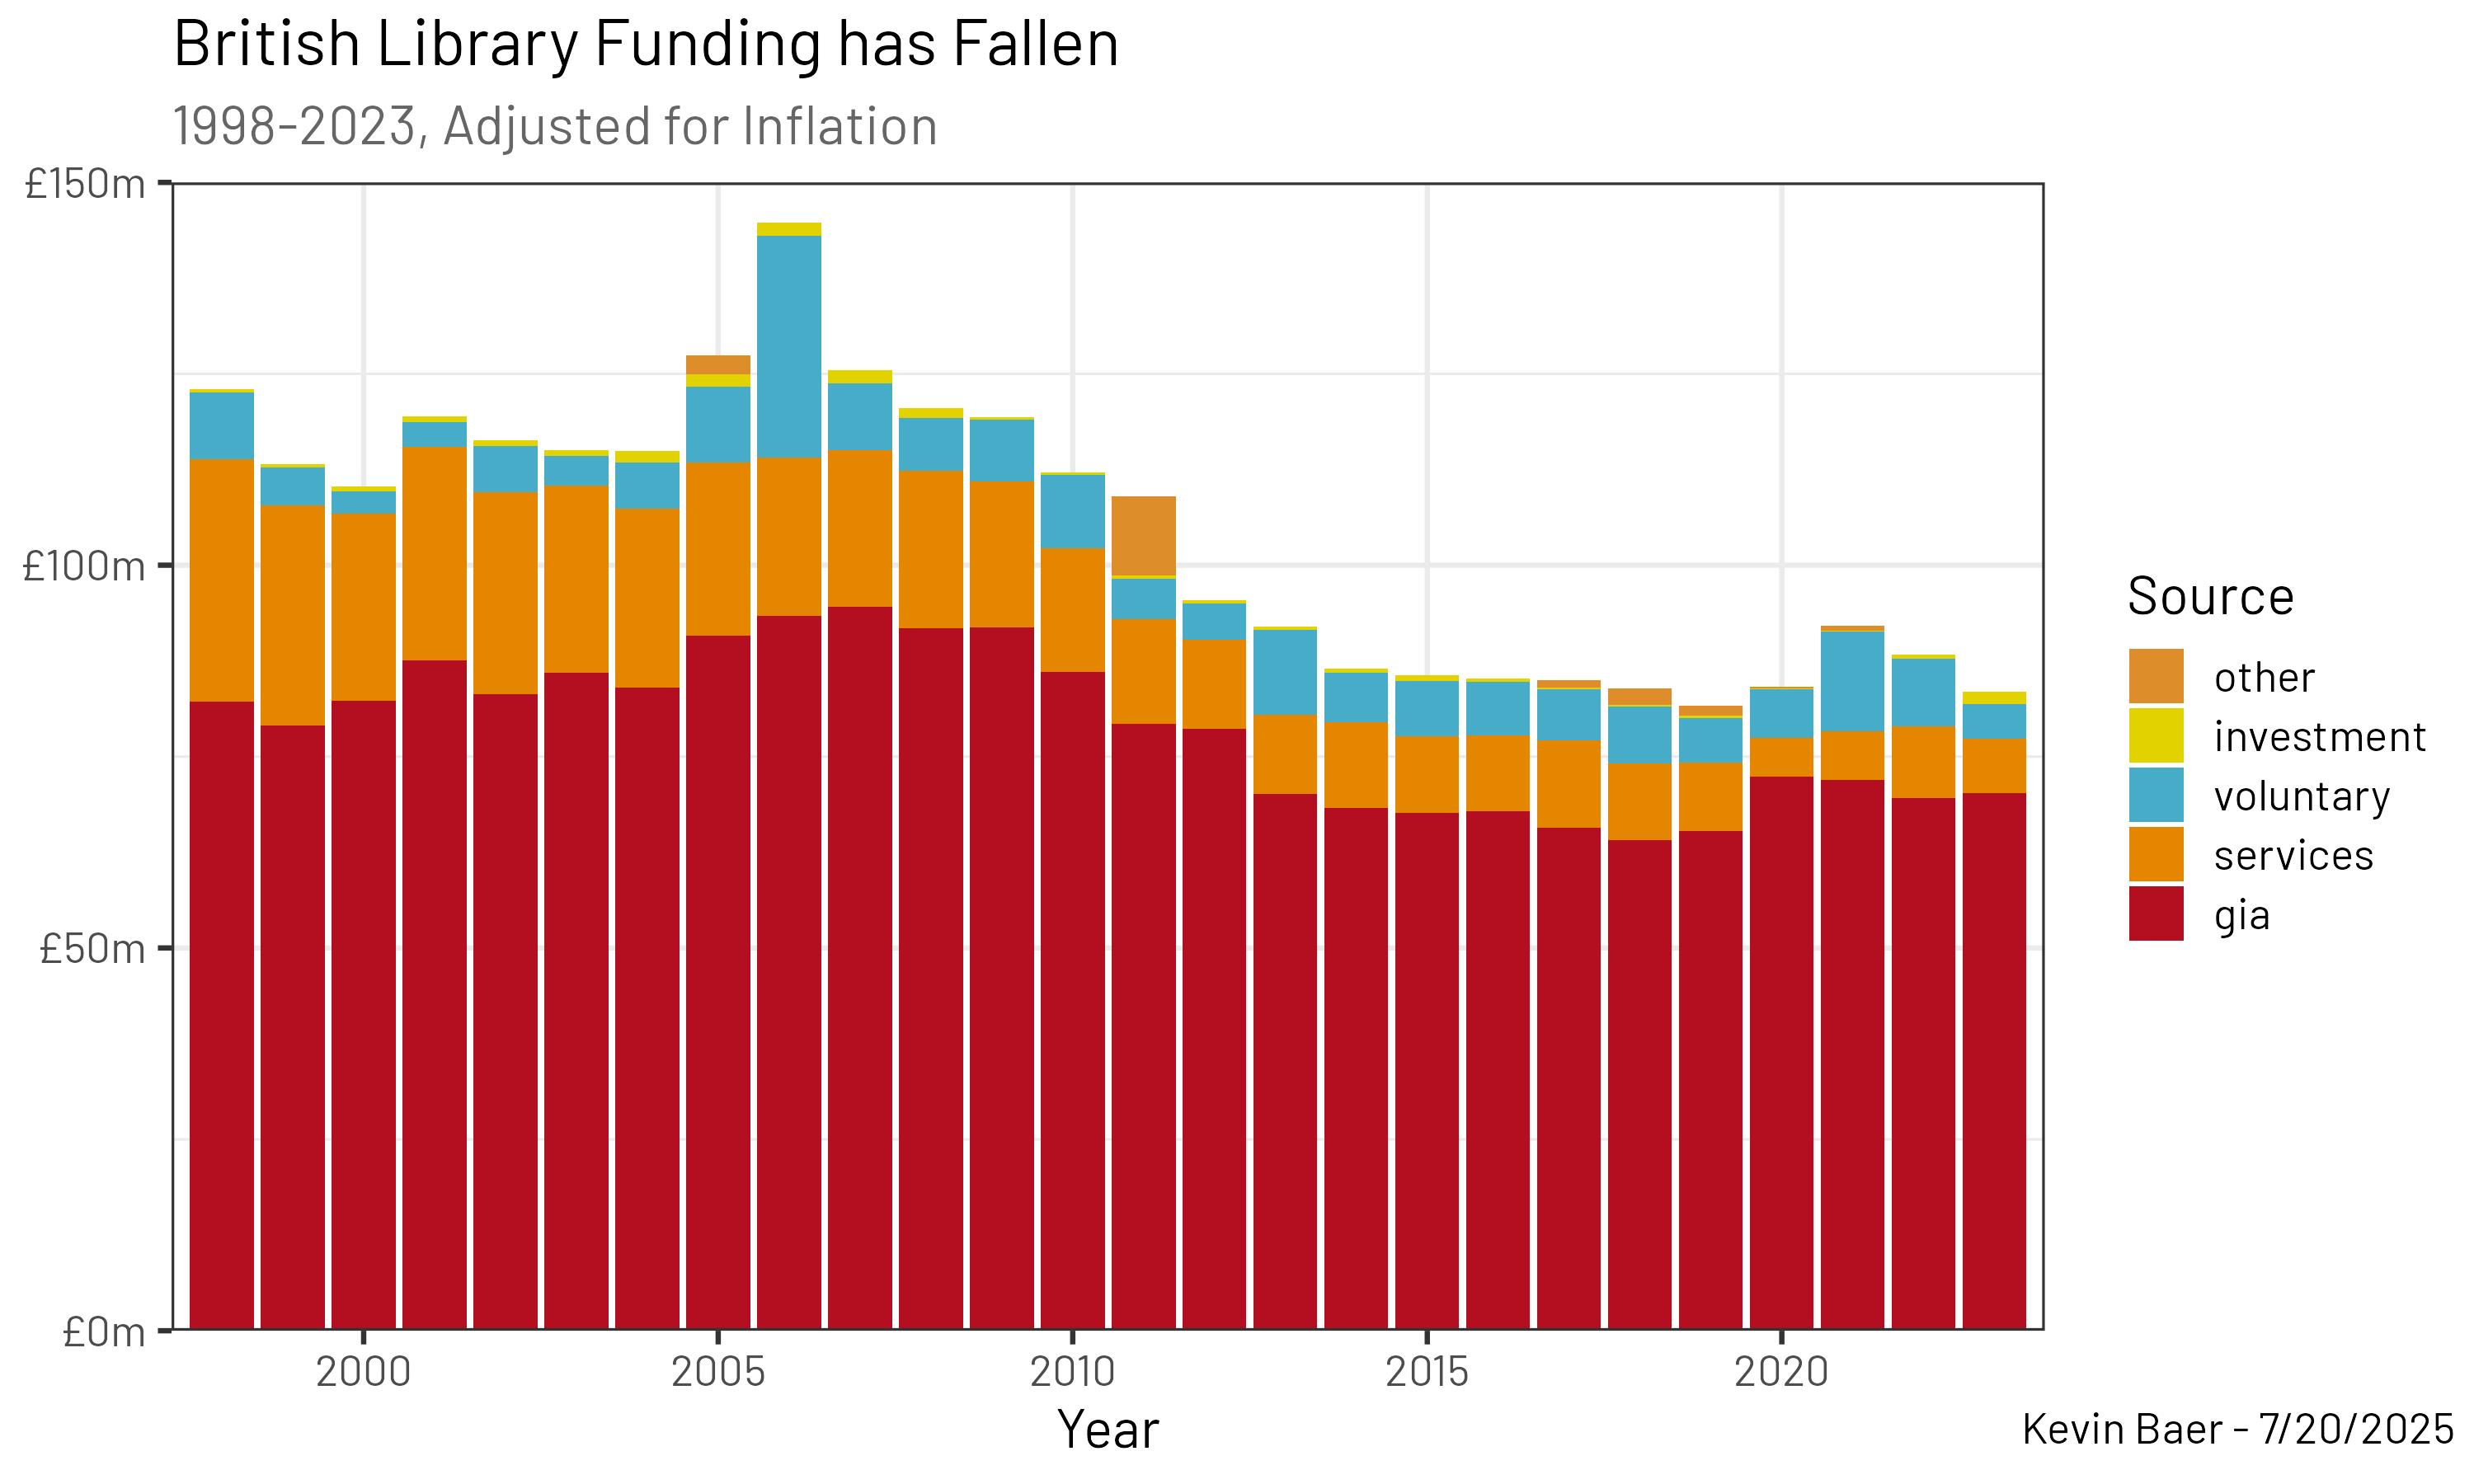 British Library Funding has Fallen
1998-2023, Adjusted for Inflation
£150m
£100m
£50m
£0m
2000
2005
2010
2015
2020
Year
Source
other
investment
voluntary
services
gia
Kevin Baer - 7/20/2025